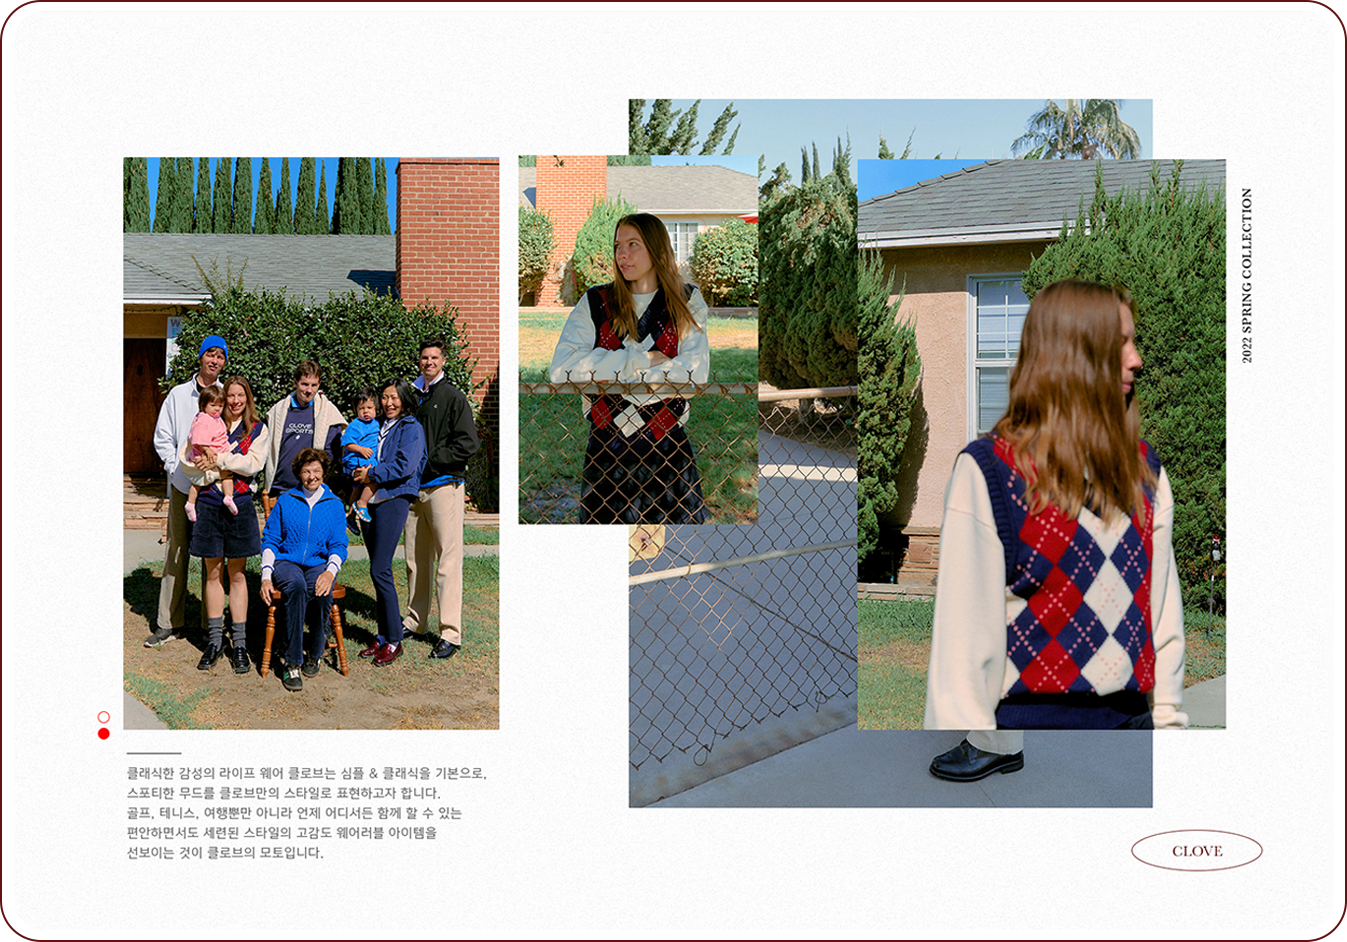 CLOVE
SPORTS
클래식한 감성의 라이프 웨어 클로브는 심플 & 클래식을 기본으로,
스포티한 무드를 클로브만의 스타일로 표현하고자 합니다.
골프, 테니스, 여행뿐만 아니라 언제 어디서든 함께 할 수 있는
편안하면서도 세련된 스타일의 고감도 웨어러블 아이템을
선보이는 것이 클로브의 모토입니다.
2022 SPRING COLLECTION
CLOVE